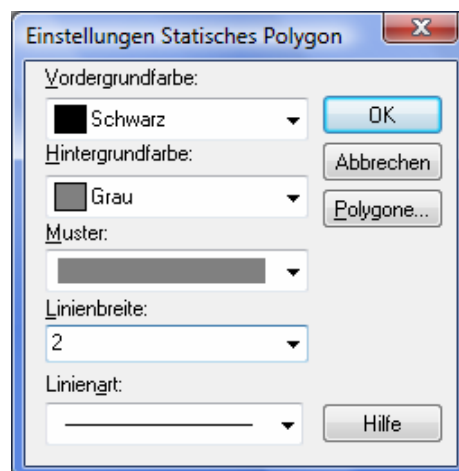 Einstellungen Statisches Polygon
Vordergrundfarbe:
Schwarz
OK
Hintergrundfarbe:
Abbrechen
Grau
Polygone...
Muster:
Linienbreite:
2
Linienart:
Hilfe